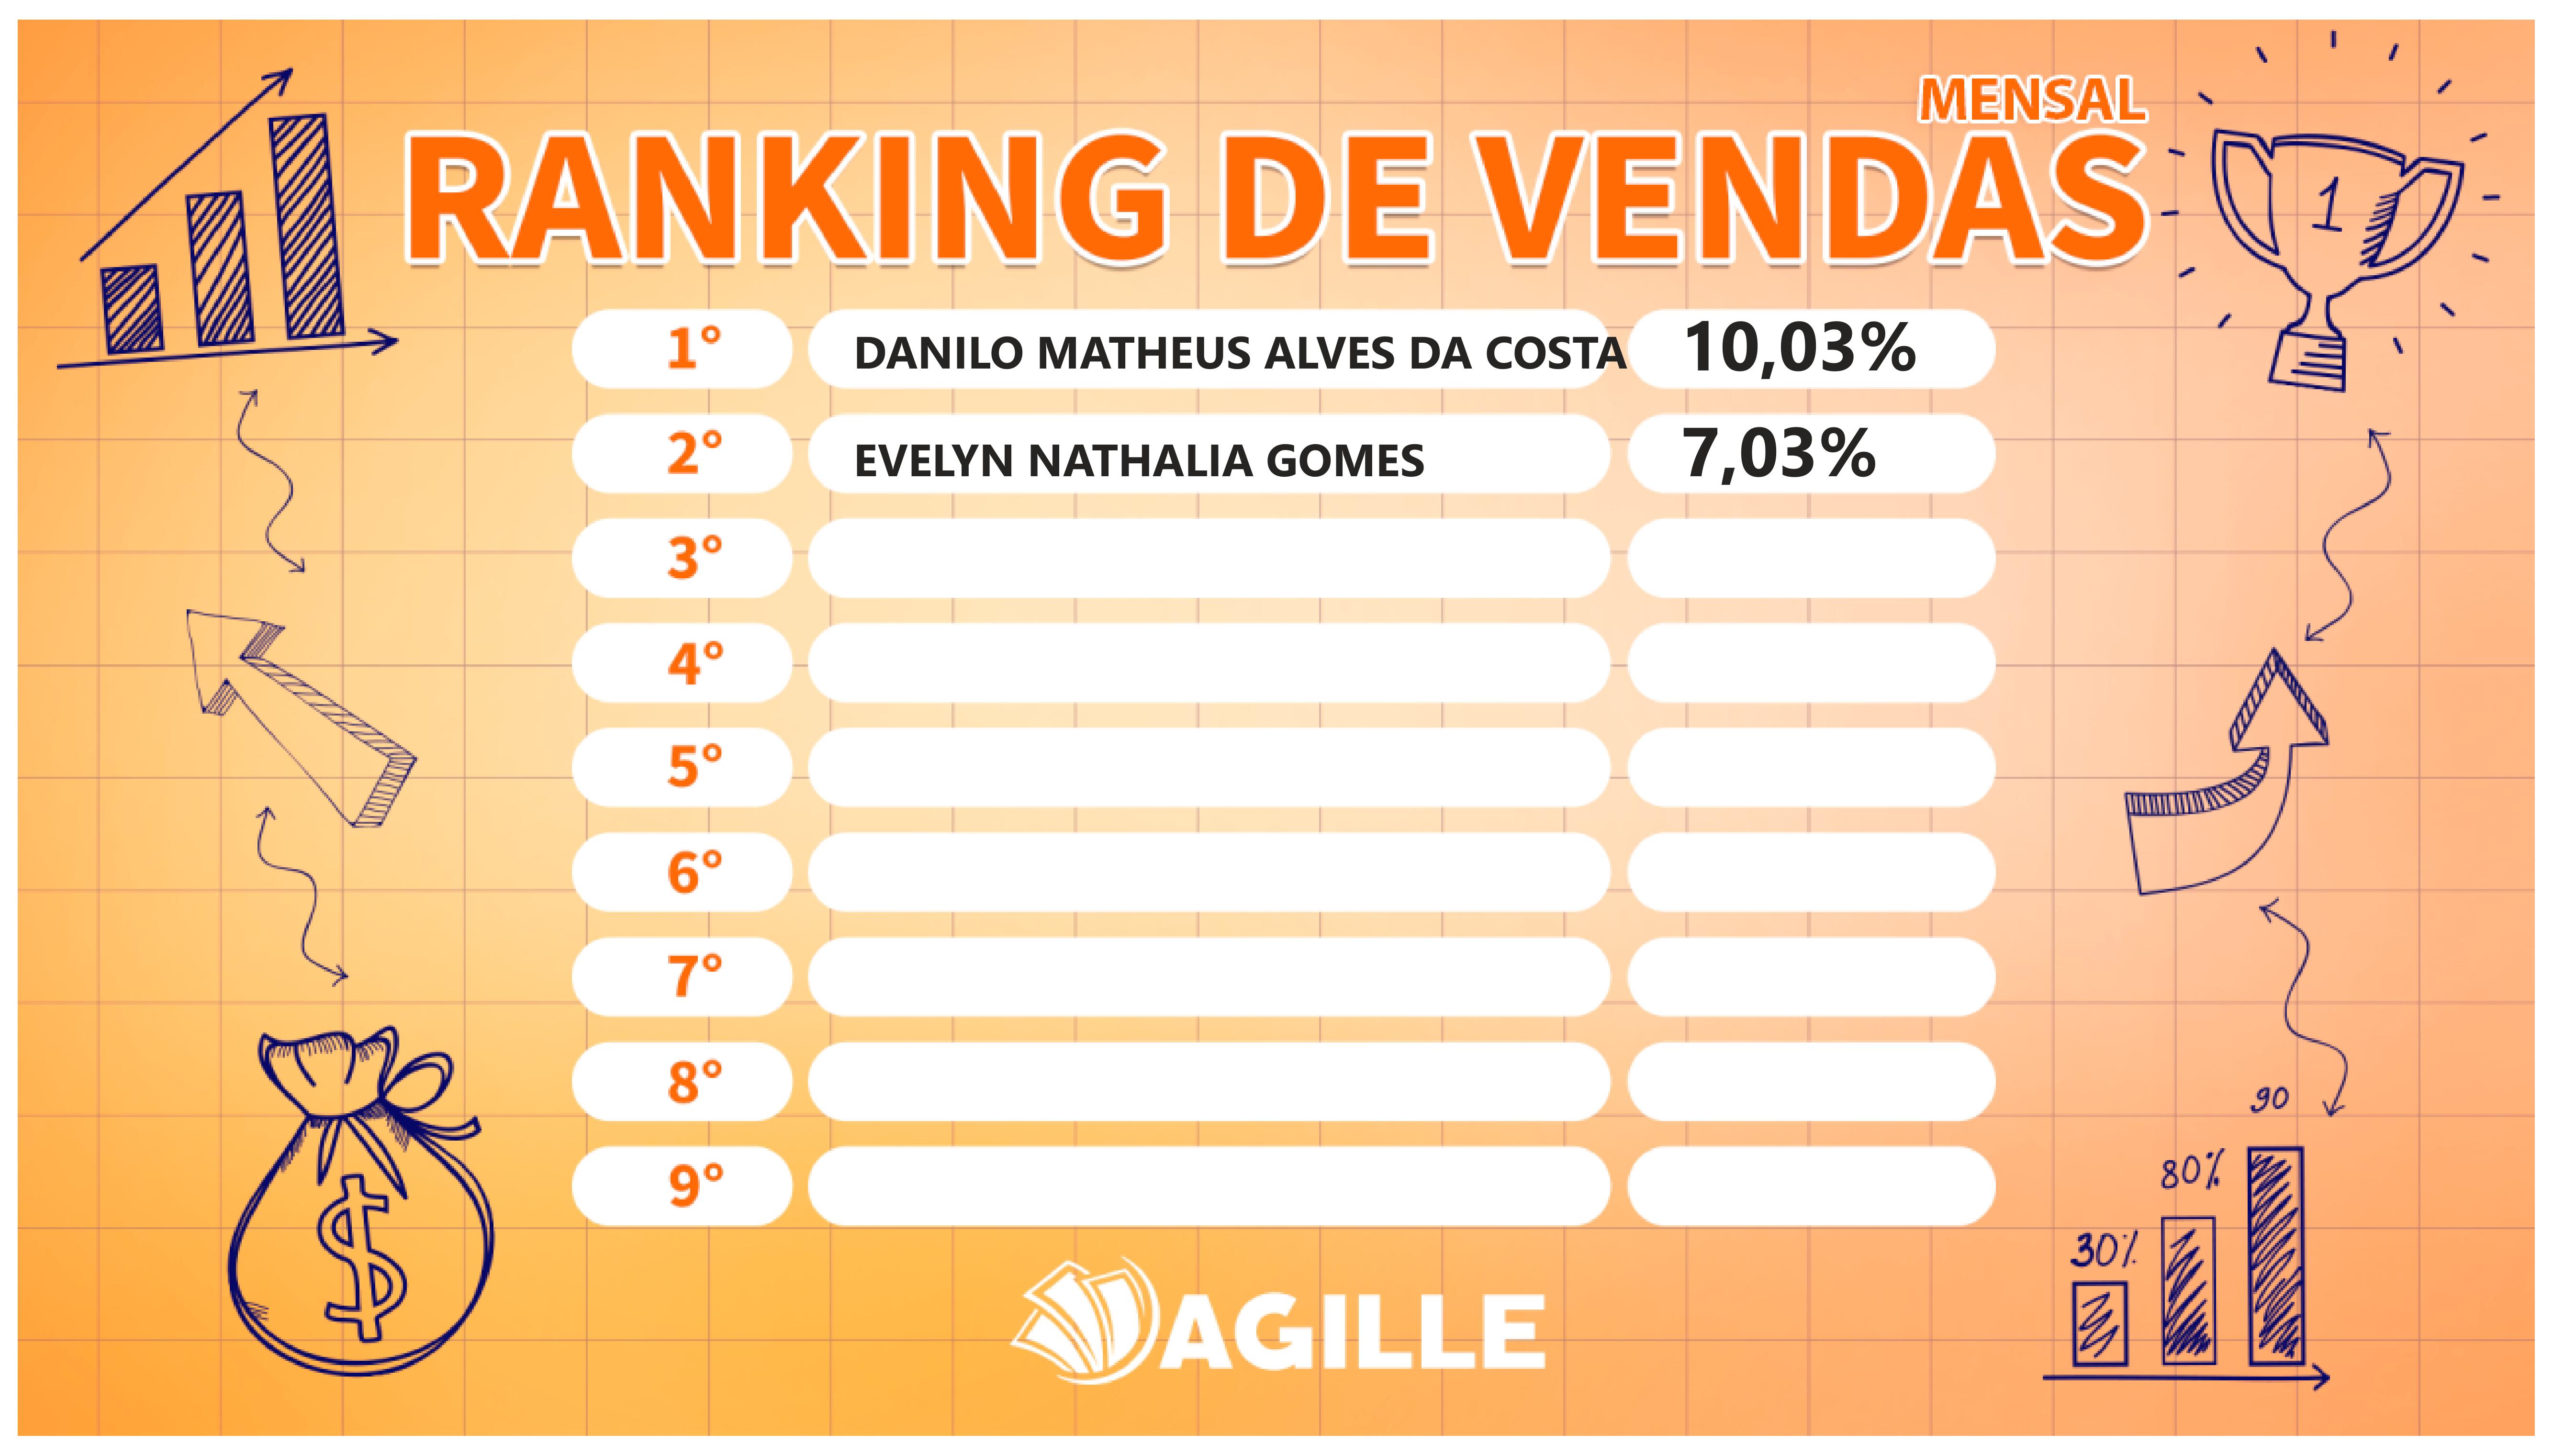 MENSAL
RANKING DE VENDAS
1
1° DANILO MATHEUS ALVES DA COSTA 10,03%
2° EVELYN NATHALIA GOMES 7,03%
3°
4°
5°
6°
7°
8°
9°
$
90
80%
30%
AGILLE